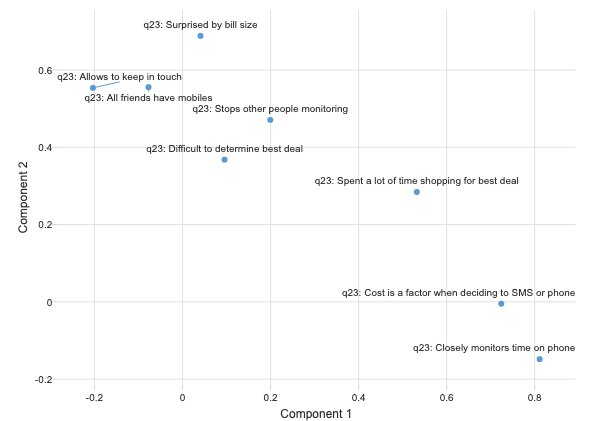 q23: Surprised by bill size
q23: Allows to keep in touch
q23: All friends have mobiles
q23: Stops other people monitoring
q23: Difficult to determine best deal
q23: Spent a lot of time shopping for best deal
q23: Cost is a factor when deciding to SMS or phone
q23: Closely monitors time on phone
Component 2
0.6
0.4
0.2
0
-0.2
-0.2 0 0.2 0.4 0.6 0.8
Component 1